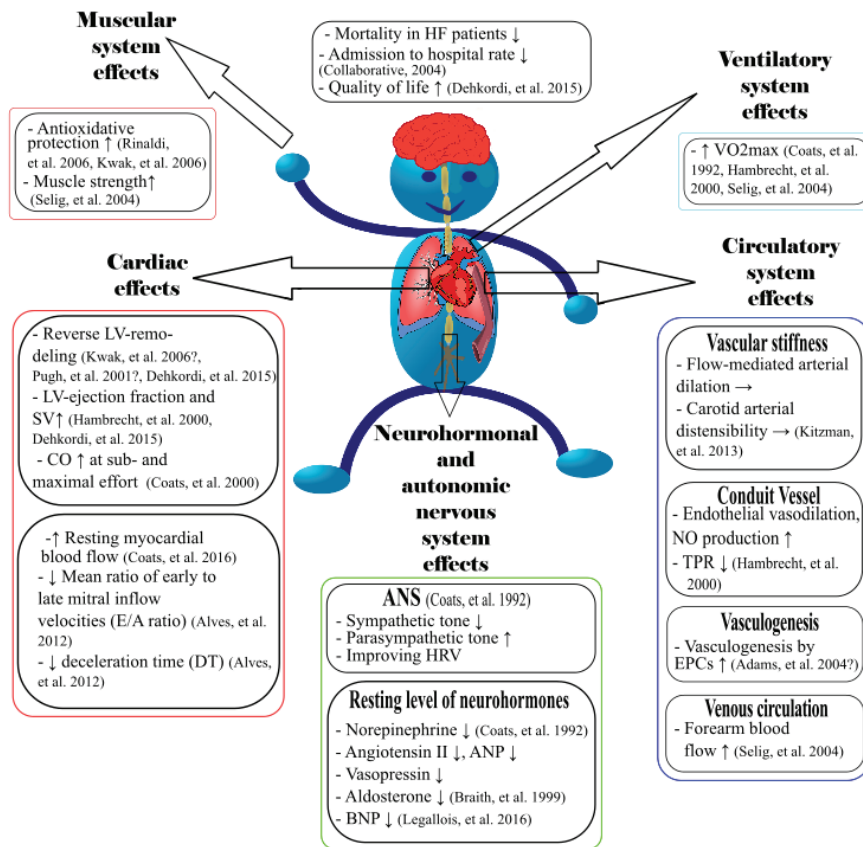 Muscular
system
effects
- Mortality in HF patients ↓
- Admission to hospital rate ↓
(Collaborative, 2004)
- Quality of life ↑ (Dehkordi, et al. 2015)
Ventilatory
system
effects
- Antioxidative
protection ↑ (Rinaldi,
et al. 2006, Kwak, et al. 2006)
- Muscle strength↑
(Selig, et al. 2004)
- ↑ VO2max (Coats, et al.
1992, Hambrecht, et al.
2000, Selig, et al. 2004)
Cardiac
effects
Circulatory
system
effects
- Reverse LV-remo-
deling (Kwak, et al. 2006?,
Pugh, et al. 2001?, Dehkordi, et al. 2015)
- LV-ejection fraction and
SV↑ (Hambrecht, et al. 2000,
Dehkordi, et al. 2015)
- CO ↑ at sub- and
maximal effort (Coats, et al. 2000)
-↑ Resting myocardial
blood flow (Coats, et al. 2016)
- ↓ Mean ratio of early to
late mitral inflow
velocities (E/A ratio) (Alves, et al.
2012)
- ↓ deceleration time (DT) (Alves,
et al. 2012)
Neurohormonal
and
autonomic
nervous
system
effects
ANS (Coats, et al. 1992)
- Sympathetic tone ↓
- Parasympathetic tone ↑
- Improving HRV
Resting level of neurohormones
- Norepinephrine ↓ (Coats, et al. 1992)
- Angiotensin II ↓, ANP ↓
- Vasopressin ↓
- Aldosterone ↓ (Braith, et al. 1999)
- BNP ↓ (Legallois, et al. 2016)
Vascular stiffness
- Flow-mediated arterial
dilation →
- Carotid arterial
distensibility → (Kitzman,
et al. 2013)
Conduit Vessel
- Endothelial vasodilation,
NO production ↑
- TPR ↓ (Hambrecht, et al.
2000)
Vasculogenesis
- Vasculogenesis by
EPCs ↑ (Adams, et al. 2004?)
Venous circulation
- Forearm blood
flow ↑ (Selig, et al. 2004)